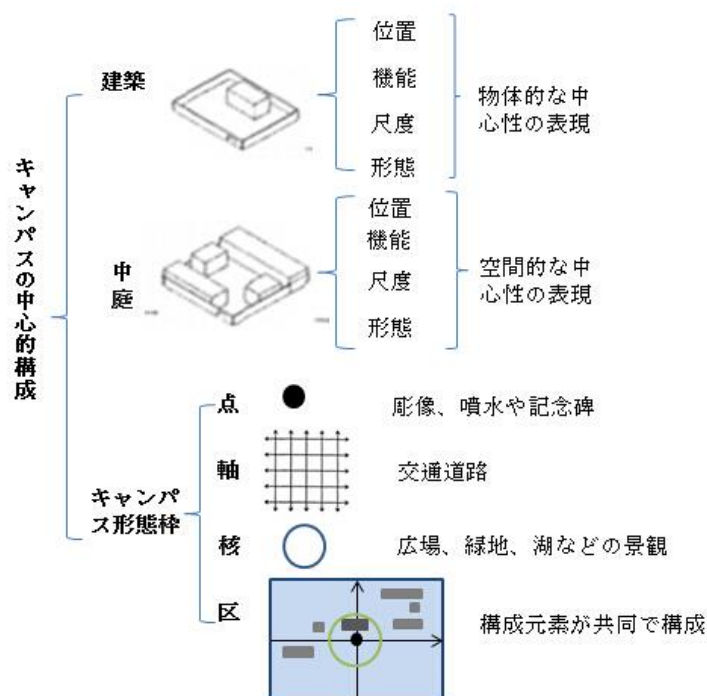 キャンパスの中心的構成
建築
位置
機能
尺度
形態
物体的な中
心性の表現
中庭
位置
機能
尺度
形態
空間的な中
心性の表現
キャンパ
ス形態枠
点
彫像、噴水や記念碑
軸
交通道路
核
広場、緑地、湖などの景観
区
構成元素が共同で構成